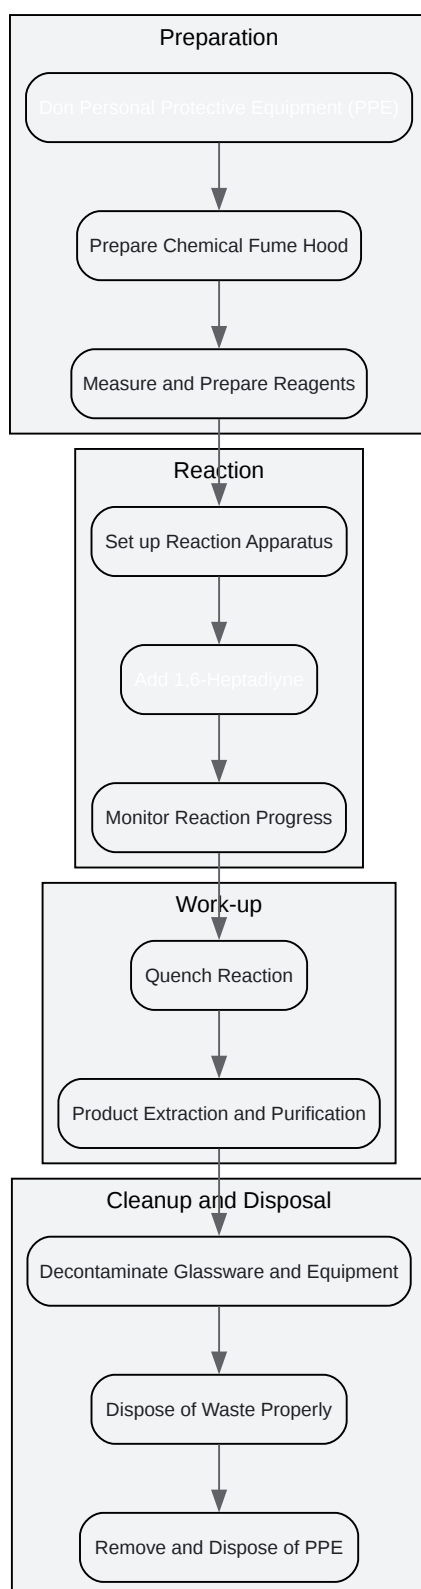 Preparation
Don Personal Protective Equipment (PPE)
Prepare Chemical Fume Hood
Measure and Prepare Reagents
Reaction
Set up Reaction Apparatus
Add 1,6-Heptadiyne
Monitor Reaction Progress
Work-up
Quench Reaction
Product Extraction and Purification
Cleanup and Disposal
Decontaminate Glassware and Equipment
Dispose of Waste Properly
Remove and Dispose of PPE